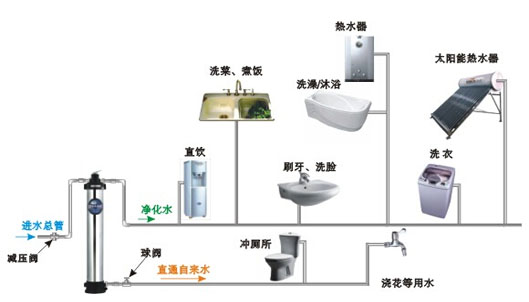 热水器
太阳能热水器
洗菜、煮饭
洗澡/沐浴
直饮
刷牙、洗脸
洗 衣
净化水
进水总管
减压阀
球阀
直通自来水
冲厕所
浇花等用水